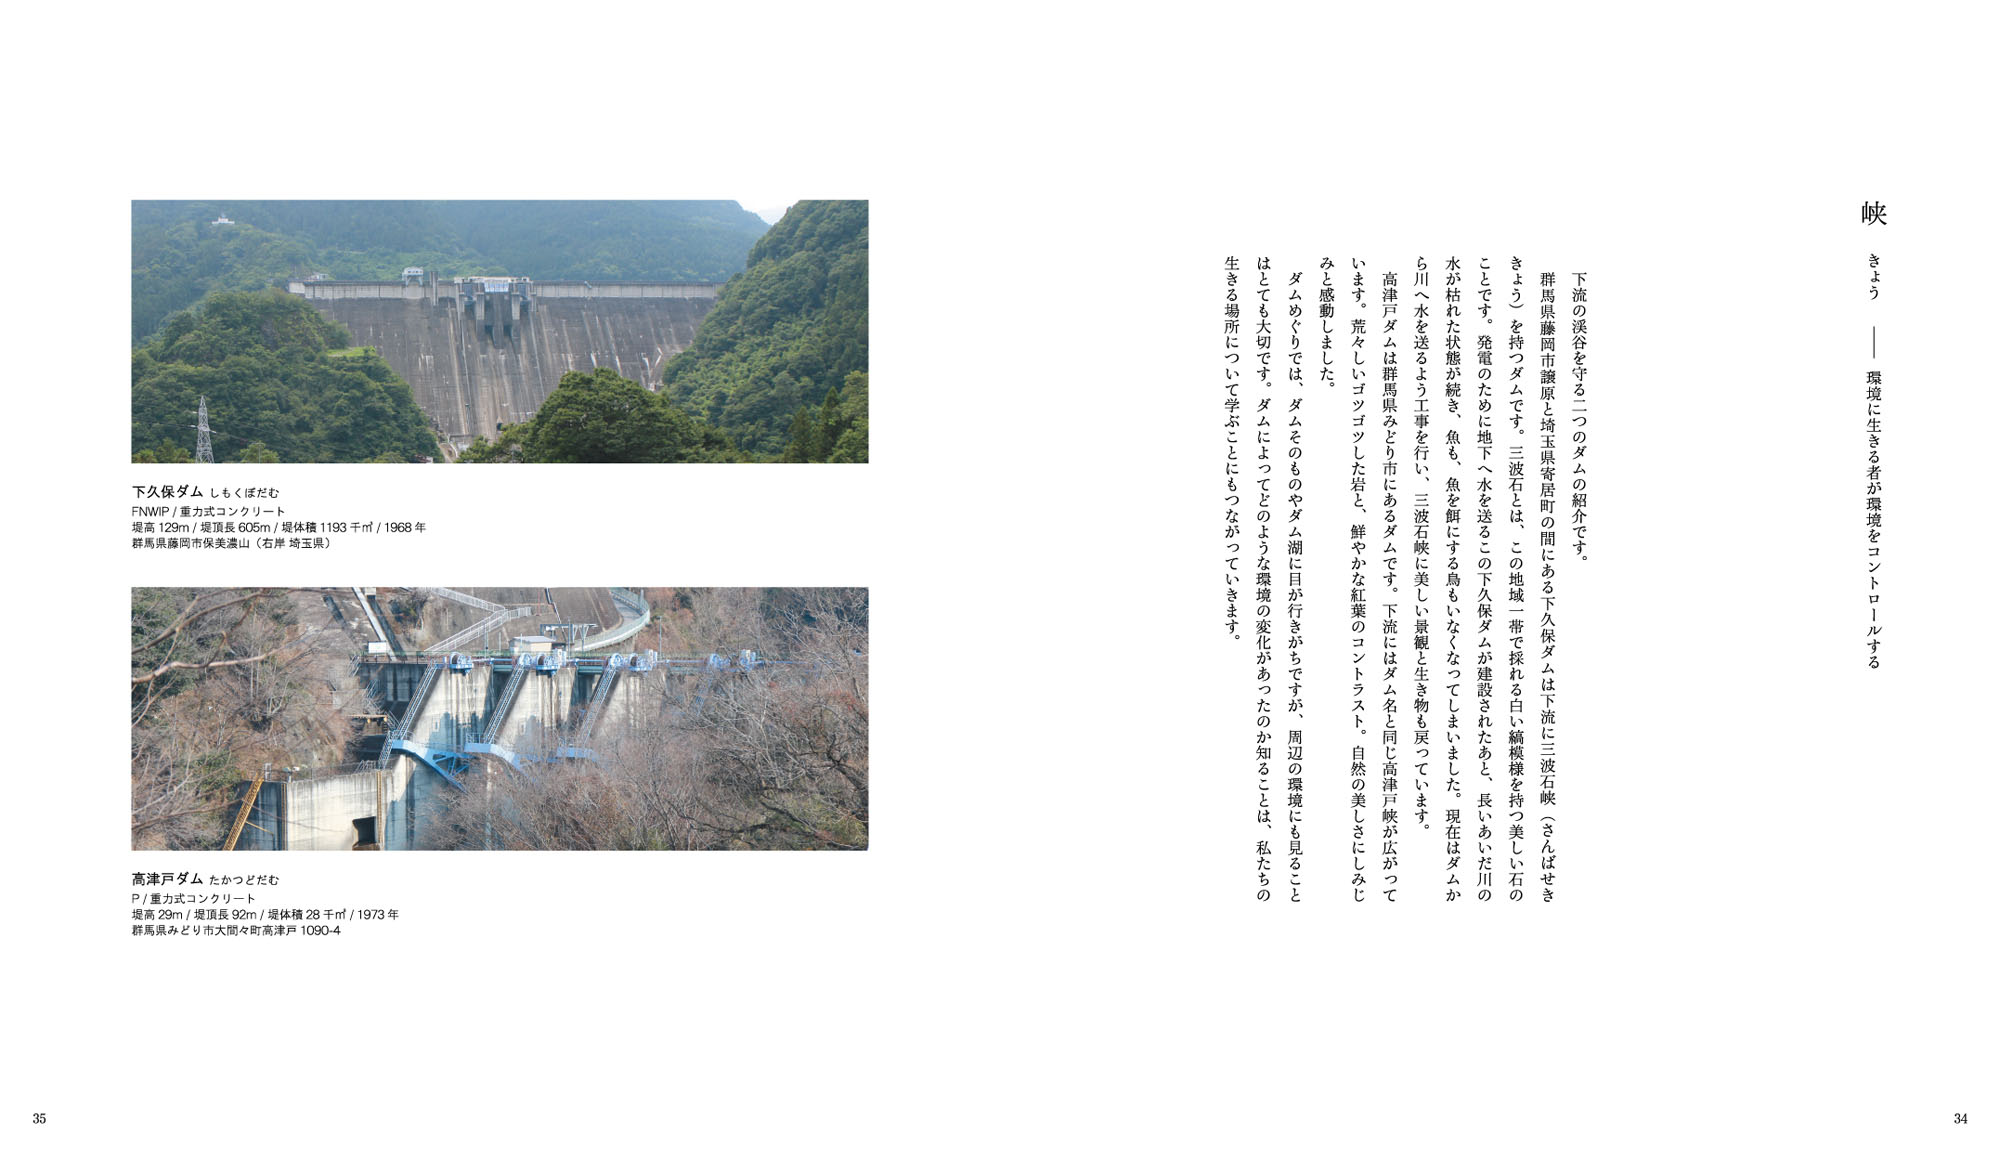 峡 きょう ―― 環境に生きる者が環境をコントロールする
下流の渓谷を守る二つのダムの紹介です。
群馬県藤岡市譲原と埼玉県寄居町の間にある下久保ダムは下流に三波石峡（さんばせき
きょう）を持つダムです。三波石とは、この地域一帯で採れる白い縞模様を持つ美しい石の
ことです。発電のために地下へ水を送るこの下久保ダムが建設されたあと、長いあいだ川の
水が枯れた状態が続き、魚も、魚を餌にする鳥もいなくなってしまいました。現在はダムか
ら川へ水を送るよう工事を行い、三波石峡に美しい景観と生き物も戻っています。
高津戸ダムは群馬県みどり市にあるダムです。下流にはダム名と同じ高津戸峡が広がって
います。荒々しいゴツゴツした岩と、鮮やかな紅葉のコントラスト。自然の美しさにしみじ
みと感動しました。
ダムめぐりでは、ダムそのものやダム湖に目が行きがちですが、周辺の環境にも見ること
はとても大切です。ダムによってどのような環境の変化があったのか知ることは、私たちの
生きる場所について学ぶことにもつながっていきます。
34
下久保ダム しもくぼだむ
FNWIP / 重力式コンクリート
堤高 129m / 堤頂長 605m / 堤体積 1193 千㎥ / 1968 年
群馬県藤岡市保美濃山（右岸 埼玉県）
高津戸ダム たかつどだむ
P / 重力式コンクリート
堤高 29m / 堤頂長 92m / 堤体積 28 千㎥ / 1973 年
群馬県みどり市大間々町高津戸 1090-4
35